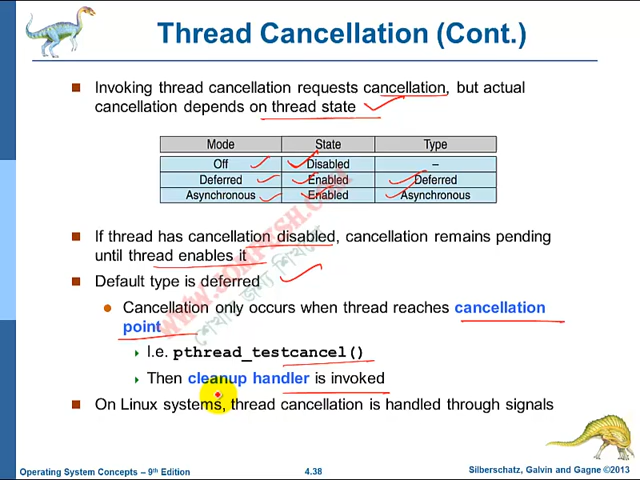 Thread Cancellation (Cont.)
Invoking thread cancellation requests cancellation, but actual
cancellation depends on thread state
Mode State Type
Off Disabled –
Deferred Enabled Deferred
Asynchronous Enabled Asynchronous
If thread has cancellation disabled, cancellation remains pending
until thread enables it
Default type is deferred
Cancellation only occurs when thread reaches cancellation
point
I.e. pthread_testcancel()
Then cleanup handler is invoked
On Linux systems, thread cancellation is handled through signals
Operating System Concepts – 9th Edition 4.38 Silberschatz, Galvin and Gagne ©2013